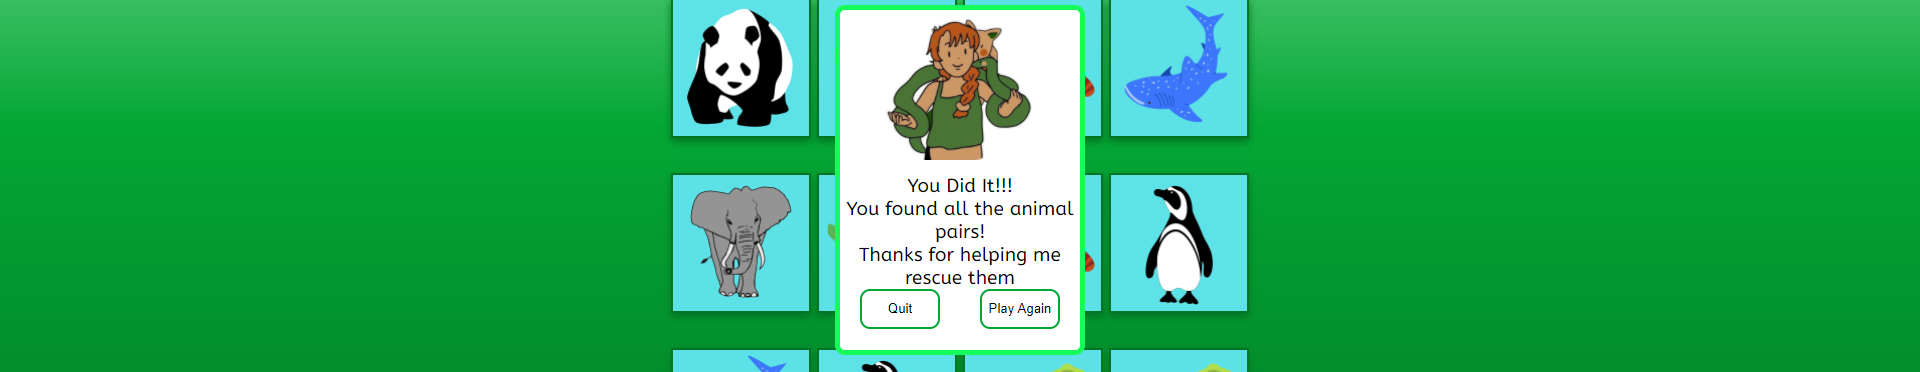 You Did It!!!
You found all the animal
pairs!
Thanks for helping me
rescue them
Quit
Play Again